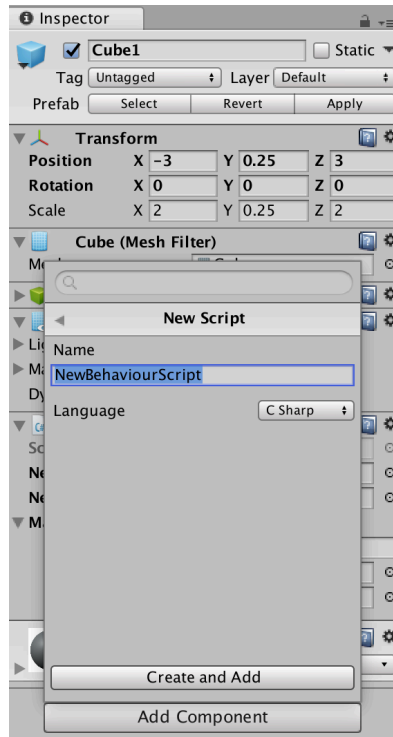 Inspector
Cube1 Static
Tag Untagged Layer Default
Prefab Select Revert Apply
Transform
Position X -3 Y 0.25 Z 3
Rotation X 0 Y 0 Z 0
Scale X 2 Y 0.25 Z 2
Cube (Mesh Filter)
New Script
Name
NewBehaviourScript
Language C Sharp
Create and Add
Add Component